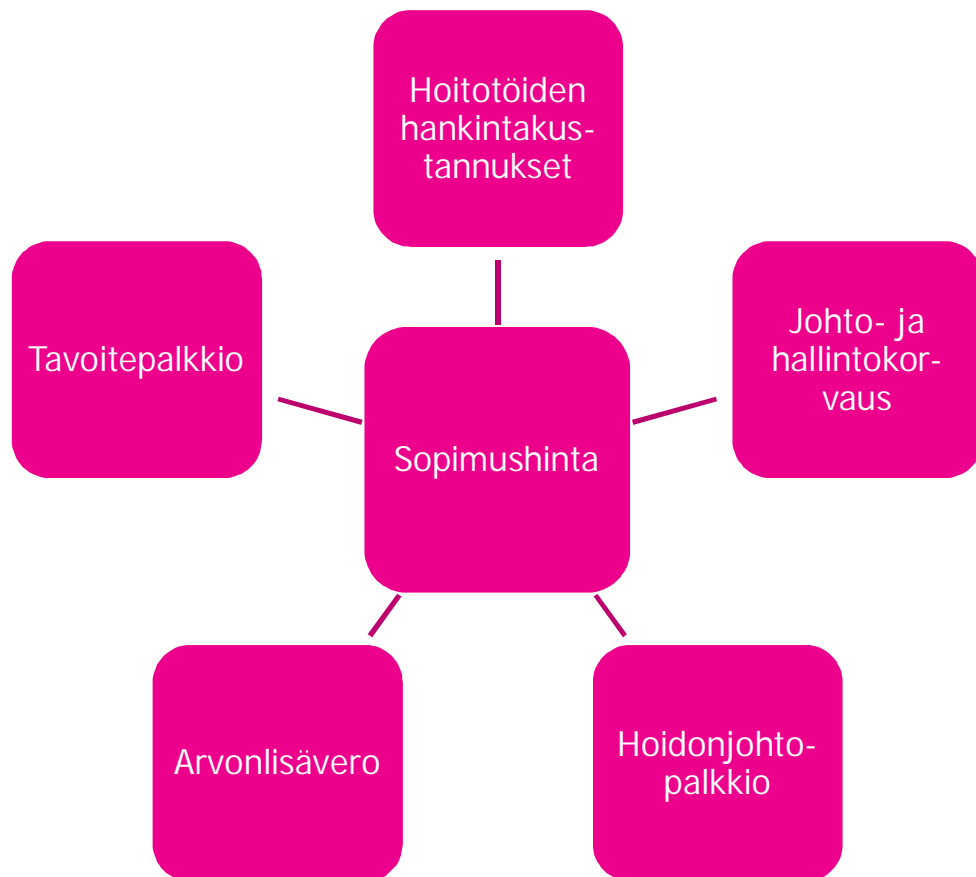 Hoitotöiden
hankintakus-
tannukset
Johto- ja
hallintokor-
vaus
Tavoitepalkkio
Sopimushinta
Hoidonjohto-
palkkio
Arvonlisävero